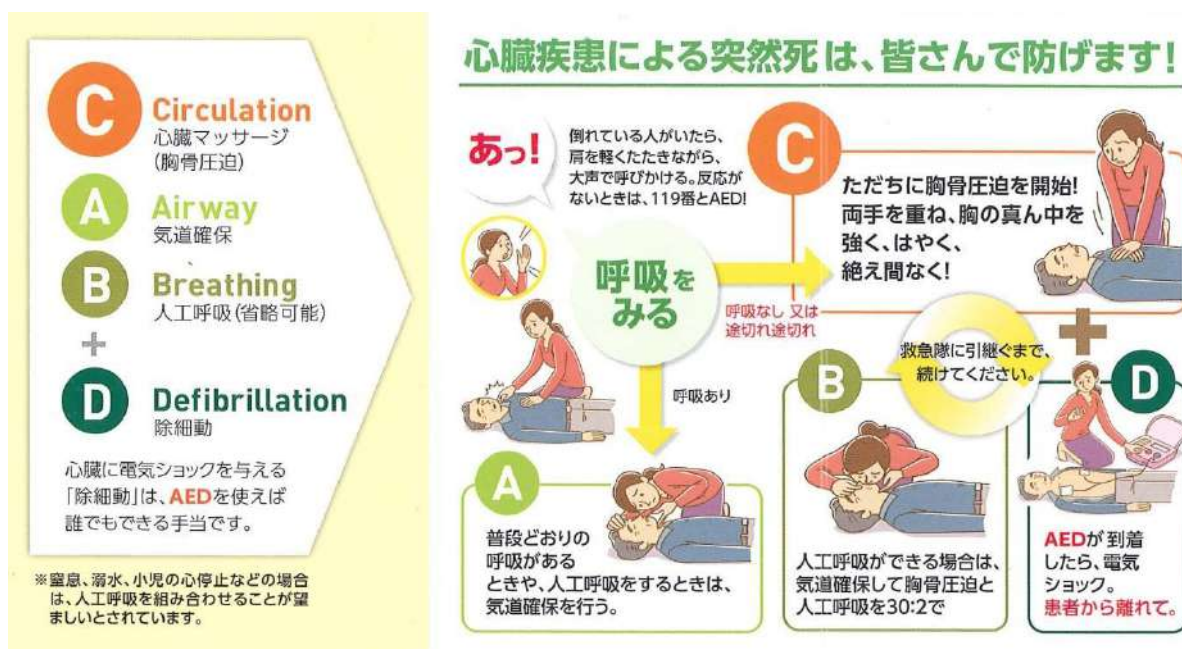 C
Circulation
心臓マッサージ
(胸骨圧迫)
A
Airway
気道確保
B
Breathing
人工呼吸(省略可能)
+
D
Defibrillation
除細動
心臓に電気ショックを与える
「除細動」は、AEDを使えば
誰でもできる手当です。
※窒息、溺水、小児の心停止などの場合
は、人工呼吸を組み合わせることが望
ましいとされています。
心臓疾患による突然死は、皆さんで防げます!
あっ!
倒れている人がいたら、
肩を軽くたたきながら、
大声で呼びかける。反応が
ないときは、119番とAED!
呼吸を
みる
呼吸なし 又は
途切れ途切れ
呼吸あり
C
ただちに胸骨圧迫を開始!
両手を重ね、胸の真ん中を
強く、はやく、
絶え間なく!
救急隊に引継ぐまで、
続けてください。
+
A
普段どおりの
呼吸がある
ときや、人工呼吸をするときは、
気道確保を行う。
B
人工呼吸ができる場合は、
気道確保して胸骨圧迫と
人工呼吸を30:2で
D
AEDが到着
したら、電気
ショック。
患者から離れて。